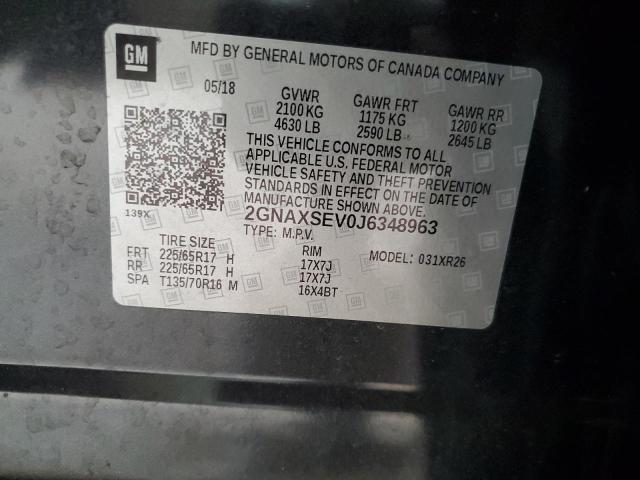 GM
MFD BY GENERAL MOTORS OF CANADA COMPANY
05/18 GVWR GAWR FRT GAWR RR
2100 KG 1175 KG 1200 KG
4630 LB 2590 LB 2645 LB
THIS VEHICLE CONFORMS TO ALL
APPLICABLE U.S. FEDERAL MOTOR
VEHICLE SAFETY AND THEFT PREVENTION
STANDARDS IN EFFECT ON THE DATE OF
MANUFACTURE SHOWN ABOVE.
139X 2GNAXSEV0J6348963
TYPE: M.P.V.
TIRE SIZE RIM MODEL: 031XR26
FRT 225/65R17 H 17X7J
RR 225/65R17 H 17X7J
SPA T135/70R16 M 16X4BT